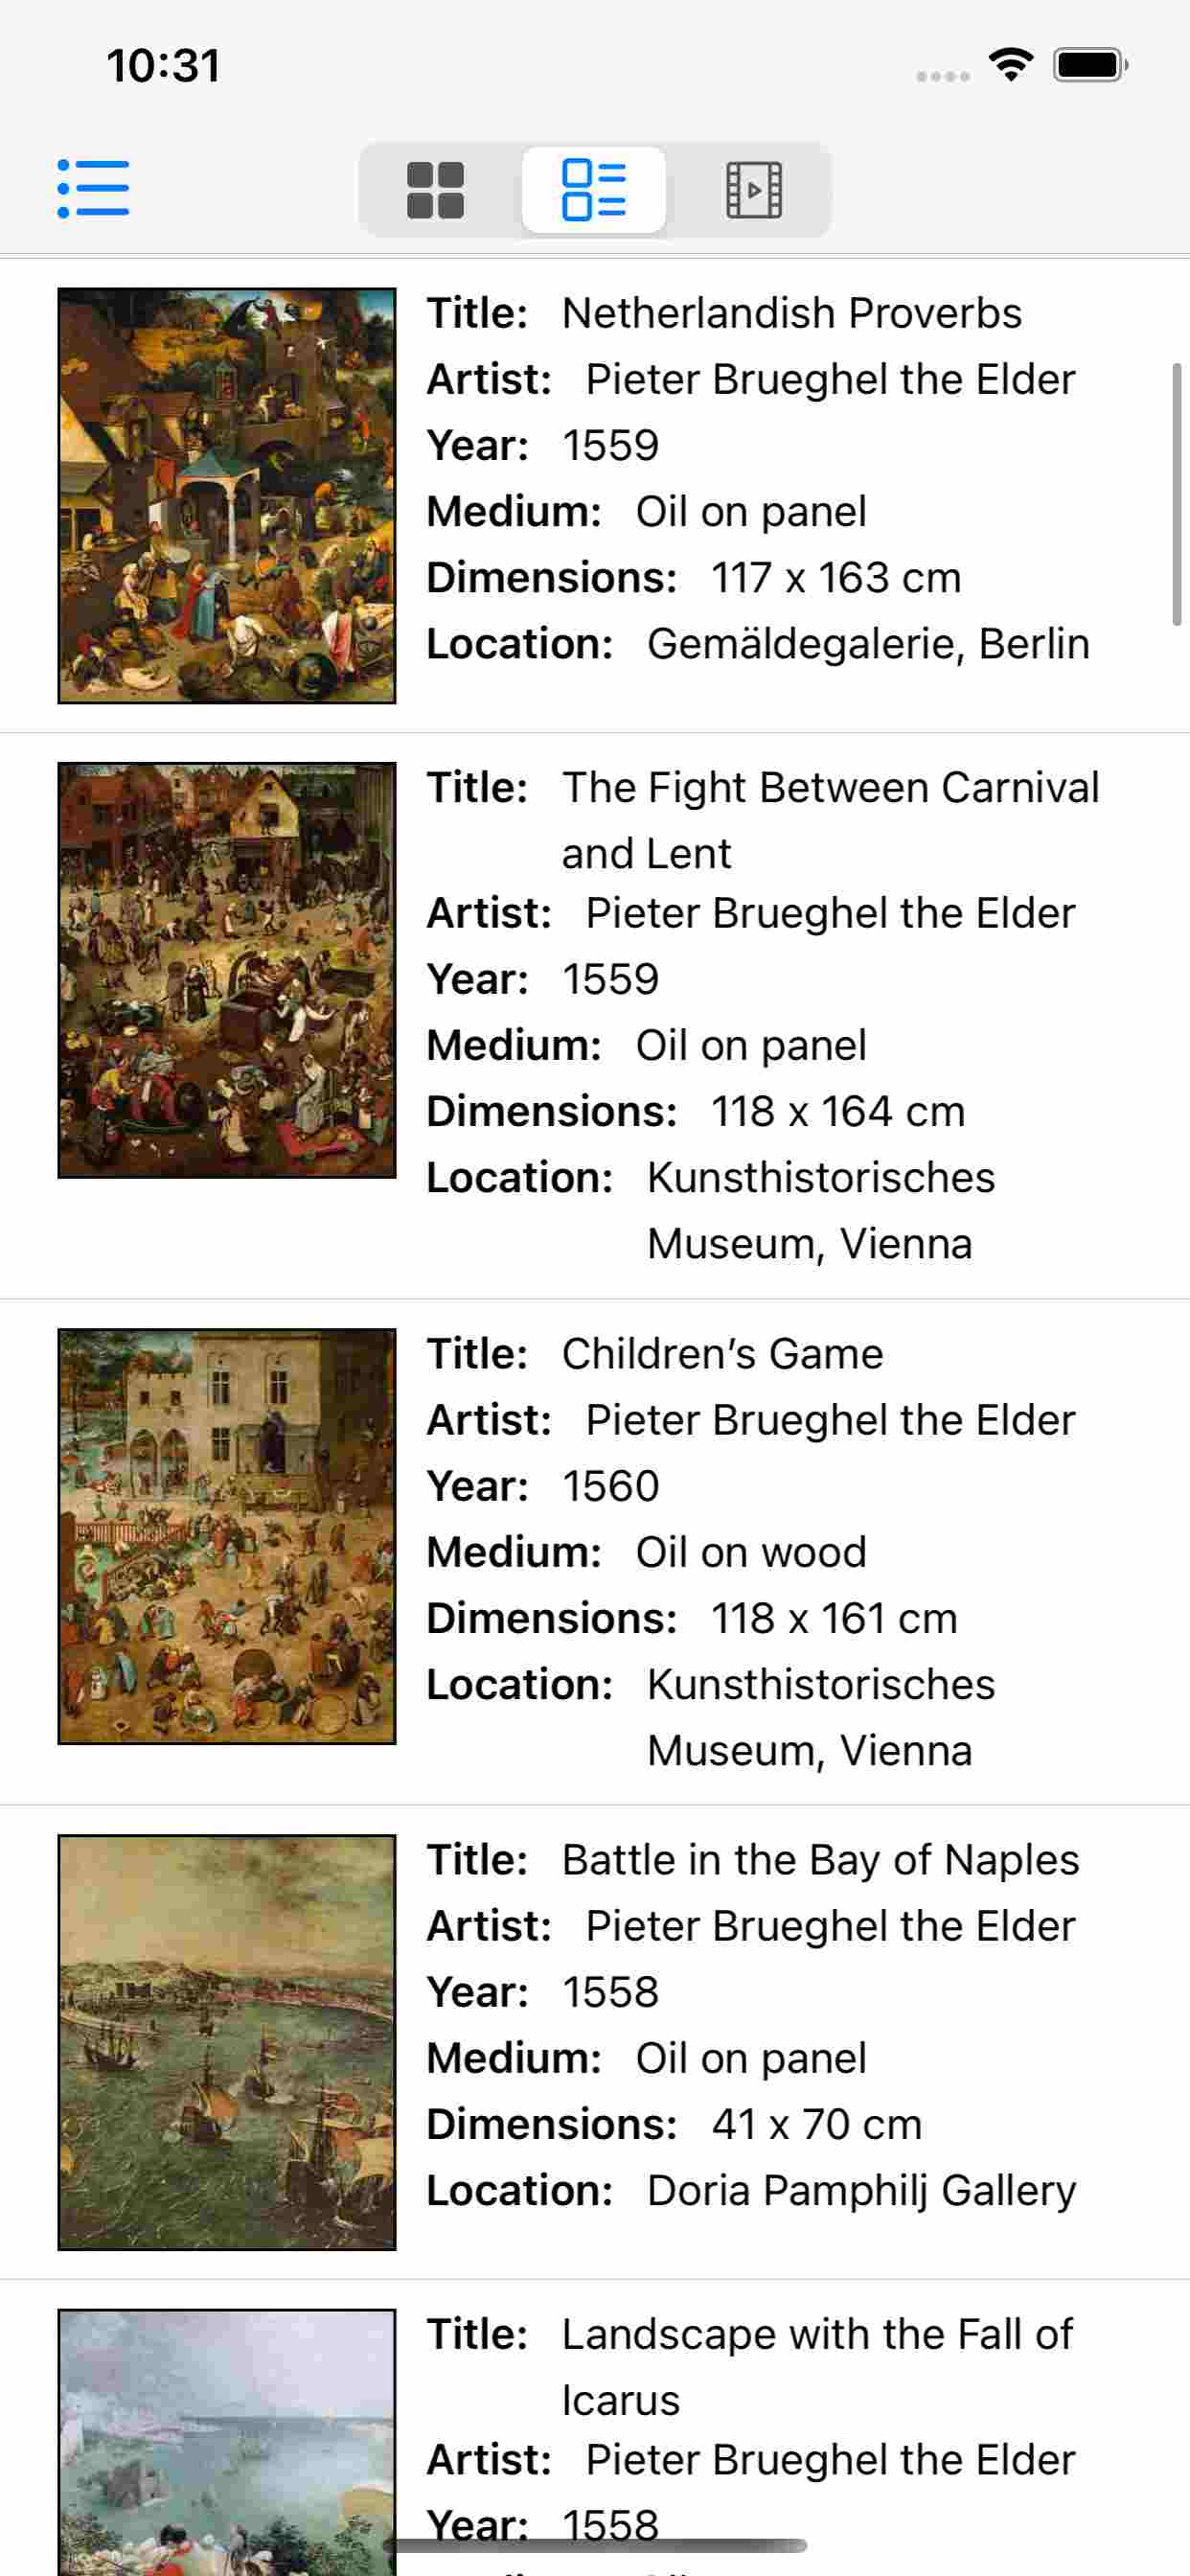 10:31
Title: Netherlandish Proverbs
Artist: Pieter Brueghel the Elder
Year: 1559
Medium: Oil on panel
Dimensions: 117 x 163 cm
Location: Gemäldegalerie, Berlin
Title: The Fight Between Carnival
and Lent
Artist: Pieter Brueghel the Elder
Year: 1559
Medium: Oil on panel
Dimensions: 118 x 164 cm
Location: Kunsthistorisches
Museum, Vienna
Title: Children’s Game
Artist: Pieter Brueghel the Elder
Year: 1560
Medium: Oil on wood
Dimensions: 118 x 161 cm
Location: Kunsthistorisches
Museum, Vienna
Title: Battle in the Bay of Naples
Artist: Pieter Brueghel the Elder
Year: 1558
Medium: Oil on panel
Dimensions: 41 x 70 cm
Location: Doria Pamphilj Gallery
Title: Landscape with the Fall of
Icarus
Artist: Pieter Brueghel the Elder
Year: 1558